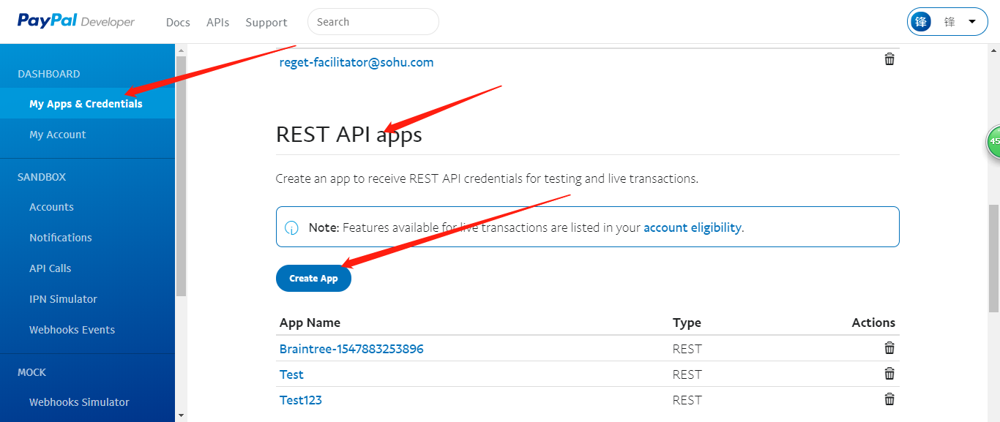 PayPal Developer
Docs
APIs
Support
Search
锋
锋
DASHBOARD
My Apps & Credentials
My Account
SANDBOX
Accounts
Notifications
API Calls
IPN Simulator
Webhooks Events
MOCK
Webhooks Simulator
reget-facilitator@sohu.com
REST API apps
Create an app to receive REST API credentials for testing and live transactions.
Note: Features available for live transactions are listed in your account eligibility.
Create App
App Name Type Actions
Braintree-1547883253896 REST
Test REST
Test123 REST
45